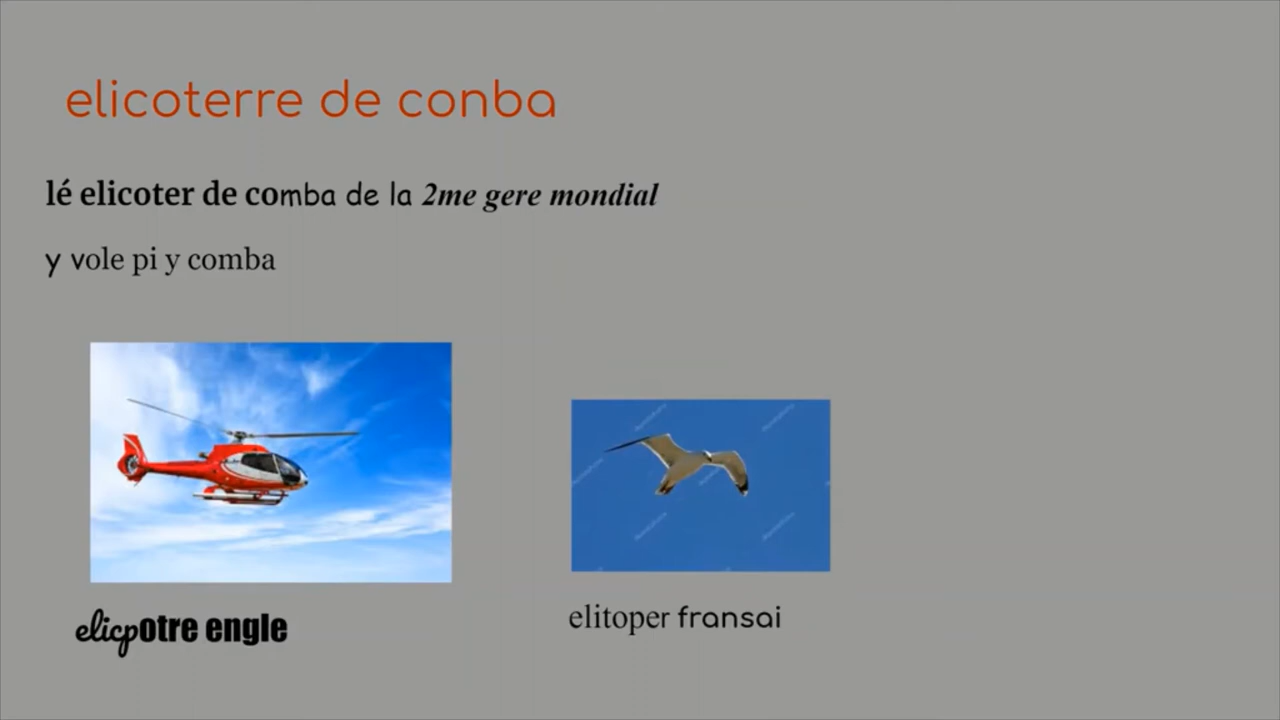 elicoterre de conba
lé elicoter de comba de la 2me gere mondial
y vole pi y comba
elicpotre engle
elitoper fransai